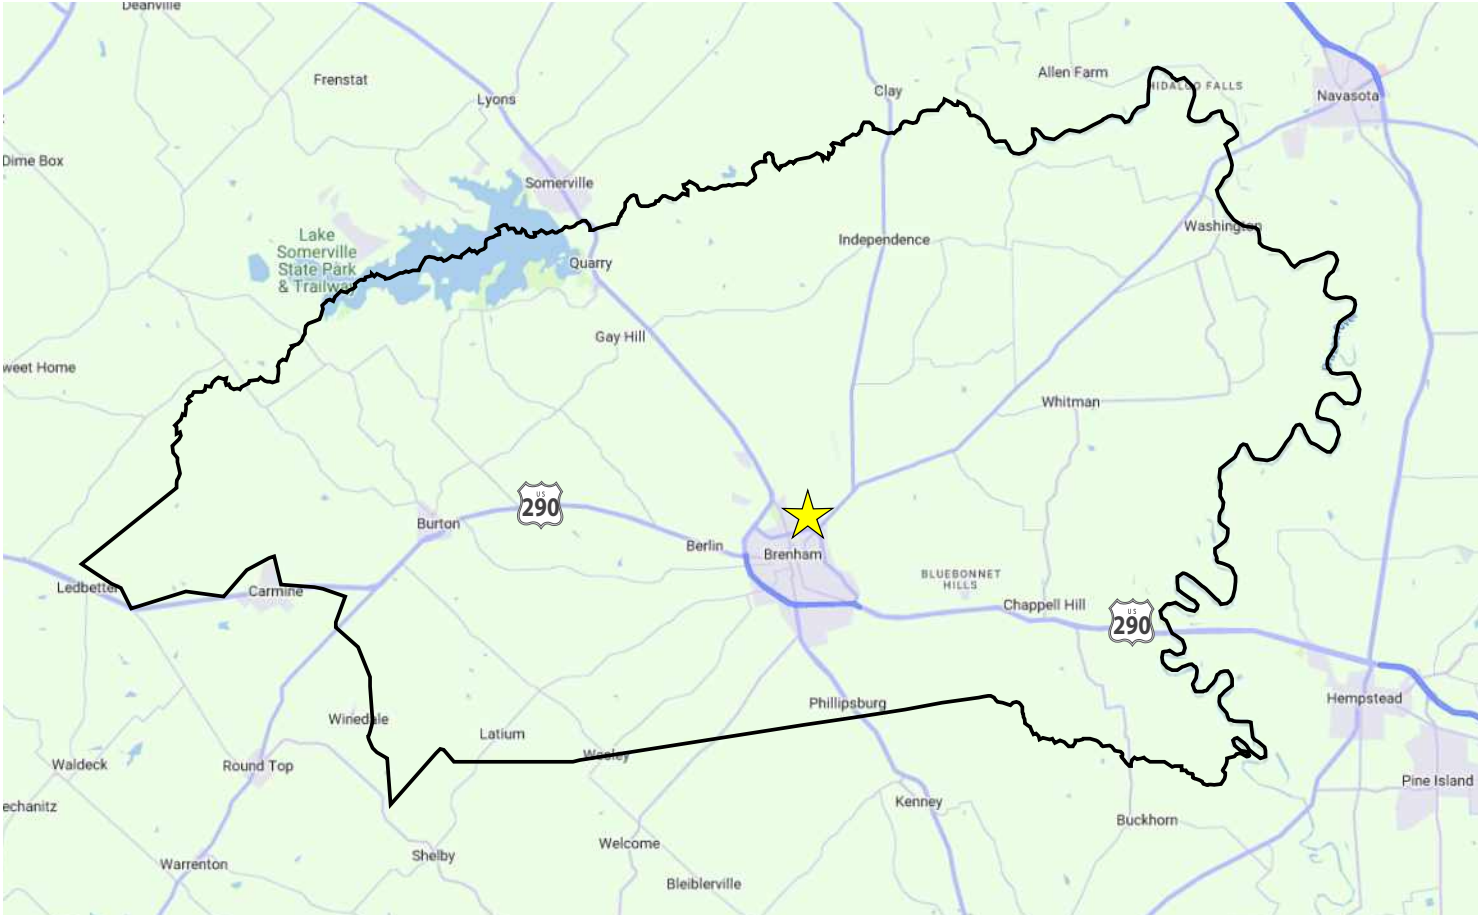 Deanville
Frenstat
Lyons
Clay
Allen Farm
HIDALGO FALLS
Navasota
Dime Box
Somerville
Lake
Somerville
State Park
& Trailway
Washington
Independence
Quarry
Gay Hill
weet Home
Whitman
US
290
Burton
Berlin
Brenham
BLUEBONNET
HILLS
Ledbetter
Carmine
Chappell Hill
US
290
Phillipsburg
Hempstead
Winedale
Latium
Wesley
Waldeck
Round Top
Pine Island
echanitz
Kenney
Buckhorn
Welcome
Shelby
Warrenton
Bleiblerville